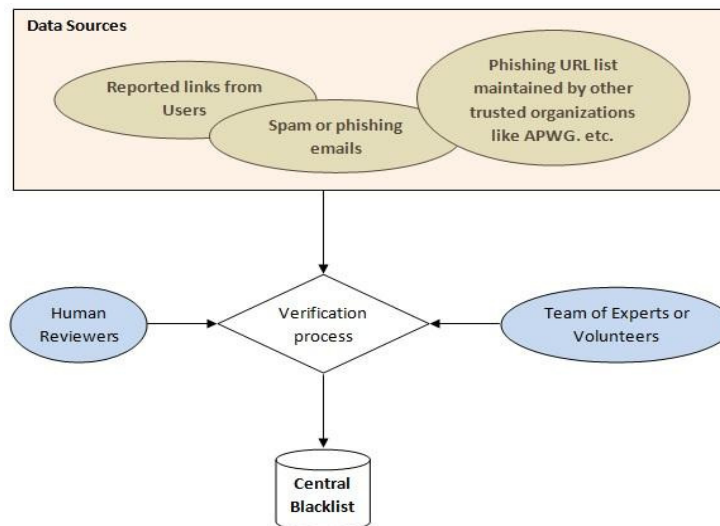 Data Sources
Reported links from
Users
Spam or phishing
emails
Phishing URL list
maintained by other
trusted organizations
like APWG. etc.
Human
Reviewers
Verification
process
Team of Experts or
Volunteers
Central
Blacklist